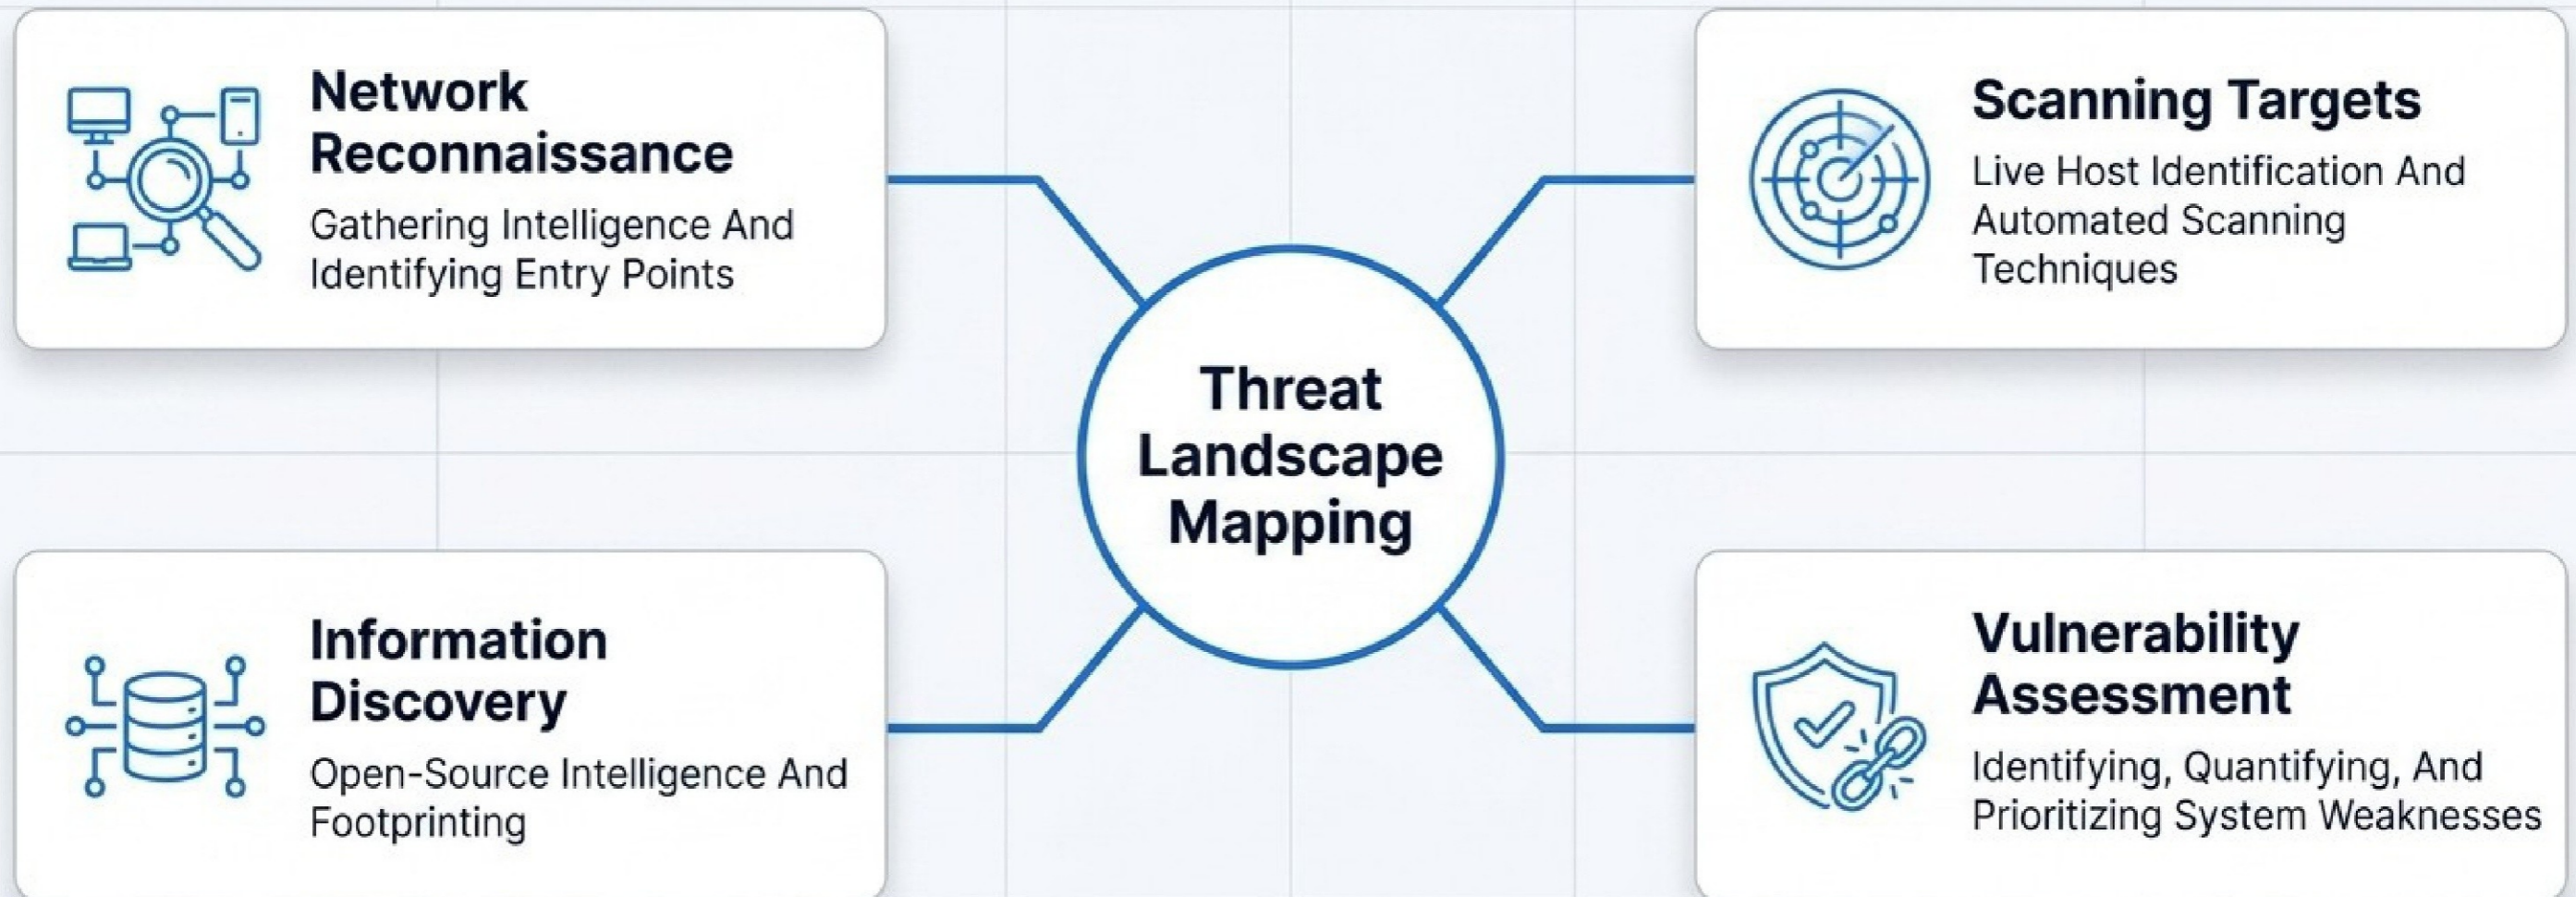 Network
Reconnaissance
Gathering Intelligence And
Identifying Entry Points
Scanning Targets
Live Host Identification And
Automated Scanning
Techniques
Threat
Landscape
Mapping
Information
Discovery
Open-Source Intelligence And
Footprinting
Vulnerability
Assessment
Identifying, Quantifying, And
Prioritizing System Weaknesses